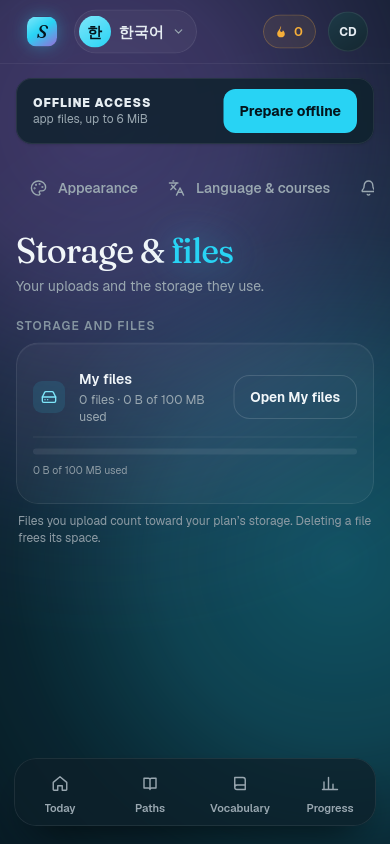 S
한 한국어
0
CD
OFFLINE ACCESS
app files, up to 6 MiB
Prepare offline
Appearance
Language & courses
Storage & files
Your uploads and the storage they use.
STORAGE AND FILES
My files
0 files · 0 B of 100 MB
used
Open My files
0 B of 100 MB used
Files you upload count toward your plan's storage. Deleting a file
frees its space.
Today
Paths
Vocabulary
Progress